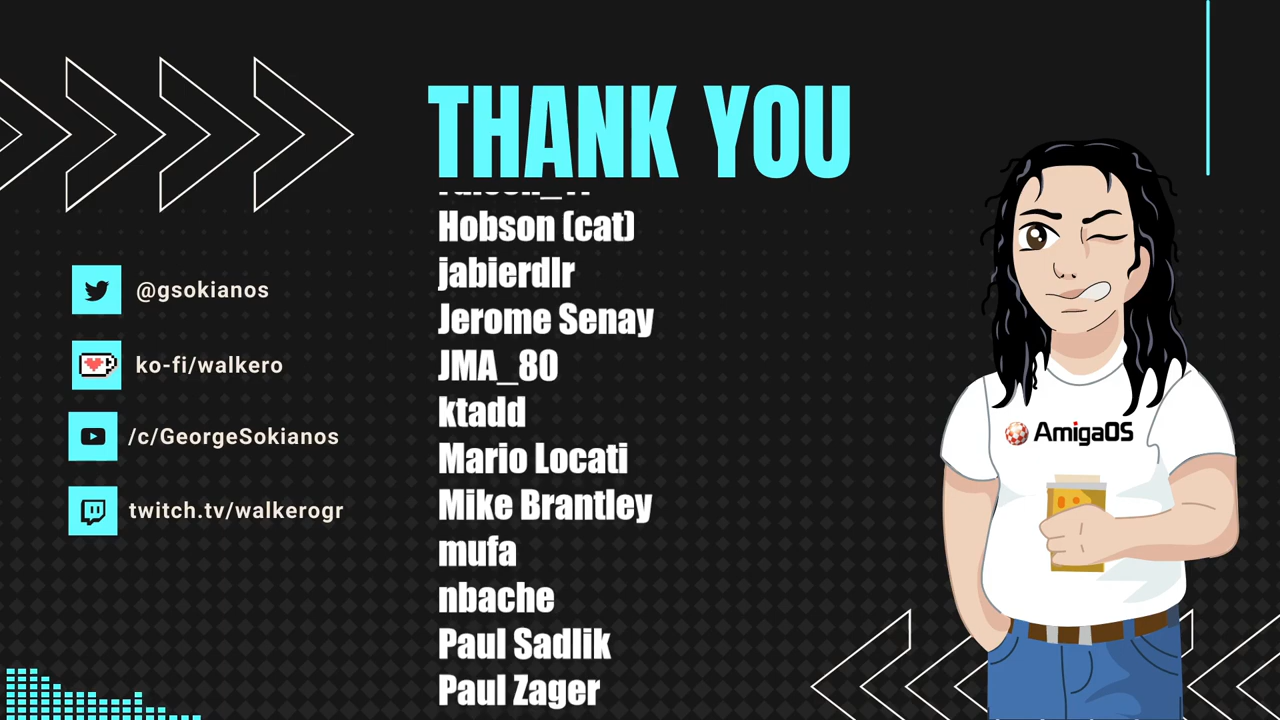 THANK YOU
Hobson (cat)
jabierdlr
Jerome Senay
JMA_80
ktadd
Mario Locati
Mike Brantley
mufa
nbache
Paul Sadlik
Paul Zager
@gsokianos
ko-fi/walkero
/c/GeorgeSokianos
twitch.tv/walkerogr
AmigaOS